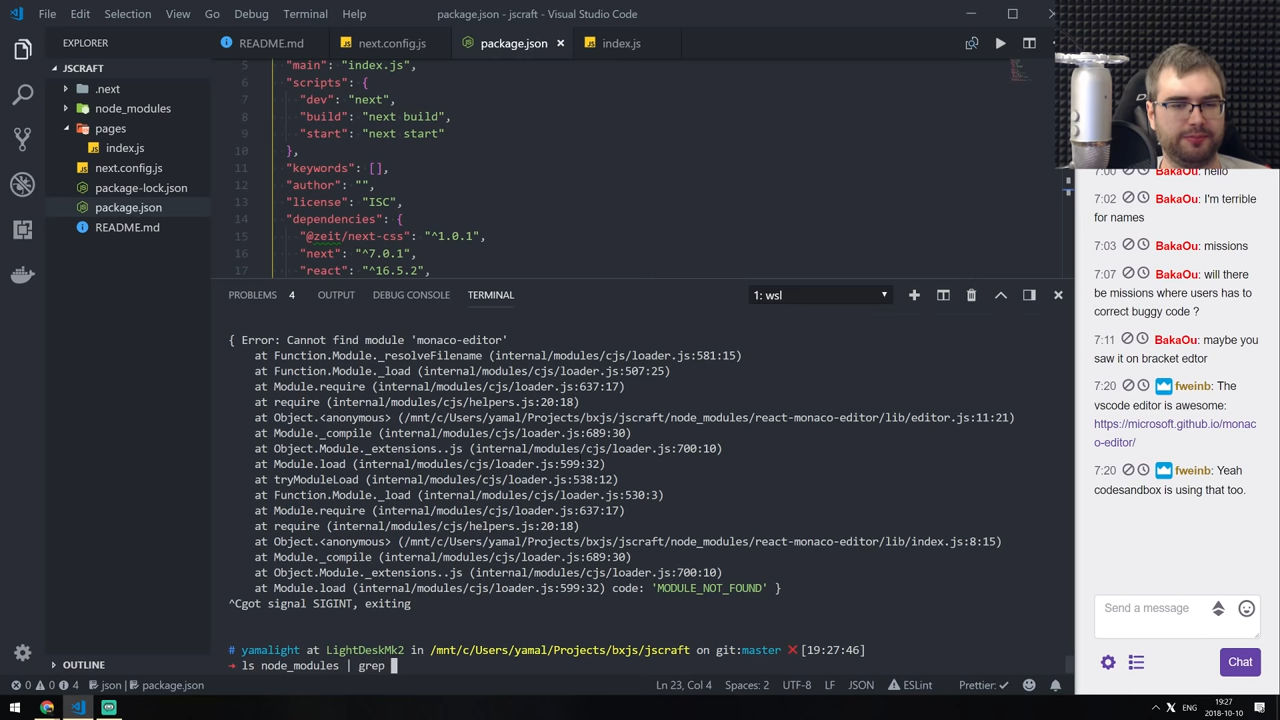 File Edit Selection View Go Debug Terminal Help
package.json - jscraft - Visual Studio Code
EXPLORER
JSCRAFT
.next
node_modules
pages
index.js
next.config.js
package-lock.json
package.json
README.md
OUTLINE
README.md
next.config.js
package.json
index.js
5 "main": "index.js",
6 "scripts": {
7 "dev": "next",
8 "build": "next build",
9 "start": "next start"
10 },
11 "keywords": [],
12 "author": "",
13 "license": "ISC",
14 "dependencies": {
15 "@zeit/next-css": "^1.0.1",
16 "next": "^7.0.1",
17 "react": "^16.5.2",
PROBLEMS 4 OUTPUT DEBUG CONSOLE TERMINAL
1: wsl
{ Error: Cannot find module 'monaco-editor'
at Function.Module._resolveFilename (internal/modules/cjs/loader.js:581:15)
at Function.Module._load (internal/modules/cjs/loader.js:507:25)
at Module.require (internal/modules/cjs/loader.js:637:17)
at require (internal/modules/cjs/helpers.js:20:18)
at Object.<anonymous> (/mnt/c/Users/yamal/Projects/bxjs/jscraft/node_modules/react-monaco-editor/lib/editor.js:11:21)
at Module._compile (internal/modules/cjs/loader.js:689:30)
at Object.Module._extensions..js (internal/modules/cjs/loader.js:700:10)
at Module.load (internal/modules/cjs/loader.js:599:32)
at tryModuleLoad (internal/modules/cjs/loader.js:538:12)
at Function.Module._load (internal/modules/cjs/loader.js:530:3)
at Module.require (internal/modules/cjs/loader.js:637:17)
at require (internal/modules/cjs/helpers.js:20:18)
at Object.<anonymous> (/mnt/c/Users/yamal/Projects/bxjs/jscraft/node_modules/react-monaco-editor/lib/index.js:8:15)
at Module._compile (internal/modules/cjs/loader.js:689:30)
at Object.Module._extensions..js (internal/modules/cjs/loader.js:700:10)
at Module.load (internal/modules/cjs/loader.js:599:32) code: 'MODULE_NOT_FOUND' }
^Cgot signal SIGINT, exiting
# yamalight at LightDeskMk2 in /mnt/c/Users/yamal/Projects/bxjs/jscraft on git:master ✗ [19:27:46]
→ ls node_modules | grep
0 0 4 json | package.json
Ln 23, Col 4 Spaces: 2 UTF-8 LF JSON ESLint Prettier: ✓
7:00 BakaOu: hello
7:02 BakaOu: I'm terrible
for names
7:03 BakaOu: missions
7:07 BakaOu: will there
be missions where users has to
correct buggy code ?
7:11 BakaOu: maybe you
saw it on bracket edtor
7:20 fweinb: The
vscode editor is awesome:
https://microsoft.github.io/monac
o-editor/
7:20 fweinb: Yeah
codesandbox is using that too.
Send a message
Chat
ENG
19:27
2018-10-10